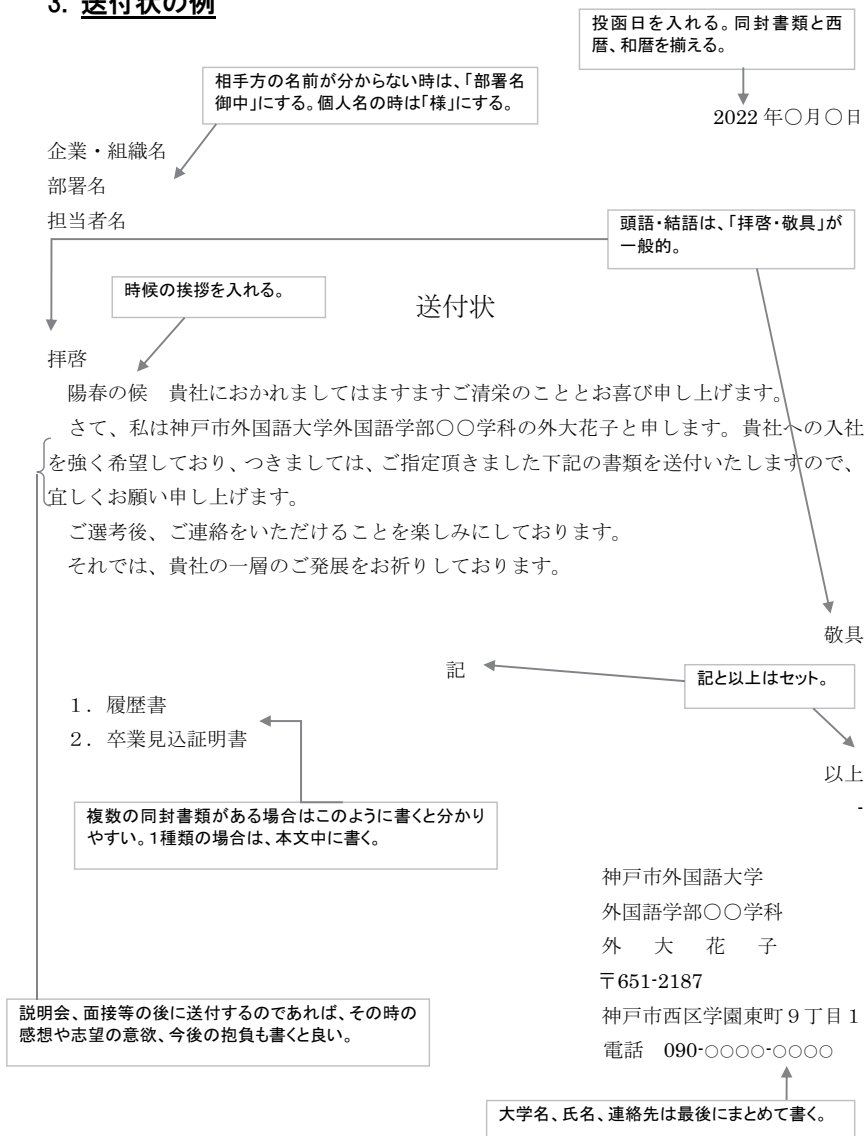 3. 送付状の例
投函日を入れる。同封書類と西
暦、和暦を揃える。
相手方の名前が分からない時は、「部署名
御中」にする。個人名の時は「様」にする。
2022 年○月○日
企業・組織名
部署名
担当者名
頭語・結語は、「拝啓・敬具」が
一般的。
時候の挨拶を入れる。
送付状
拝啓
陽春の候　貴社におかれましてはますますご清栄のこととお喜び申し上げます。
さて、私は神戸市外国語大学外国語学部○○学科の外大花子と申します。貴社への入社
を強く希望しており、つきましては、ご指定頂きました下記の書類を送付いたしますので、
宜しくお願い申し上げます。
ご選考後、ご連絡をいただけることを楽しみにしております。
それでは、貴社の一層のご発展をお祈りしております。
敬具
記
記と以上はセット。
１．履歴書
２．卒業見込証明書
以上
-
複数の同封書類がある場合はこのように書くと分かり
やすい。１種類の場合は、本文中に書く。
神戸市外国語大学
外国語学部○○学科
外　大　花　子
〒651-2187
神戸市西区学園東町９丁目１
電話　090-○○○○-○○○○
説明会、面接等の後に送付するのであれば、その時の
感想や志望の意欲、今後の抱負も書くと良い。
大学名、氏名、連絡先は最後にまとめて書く。